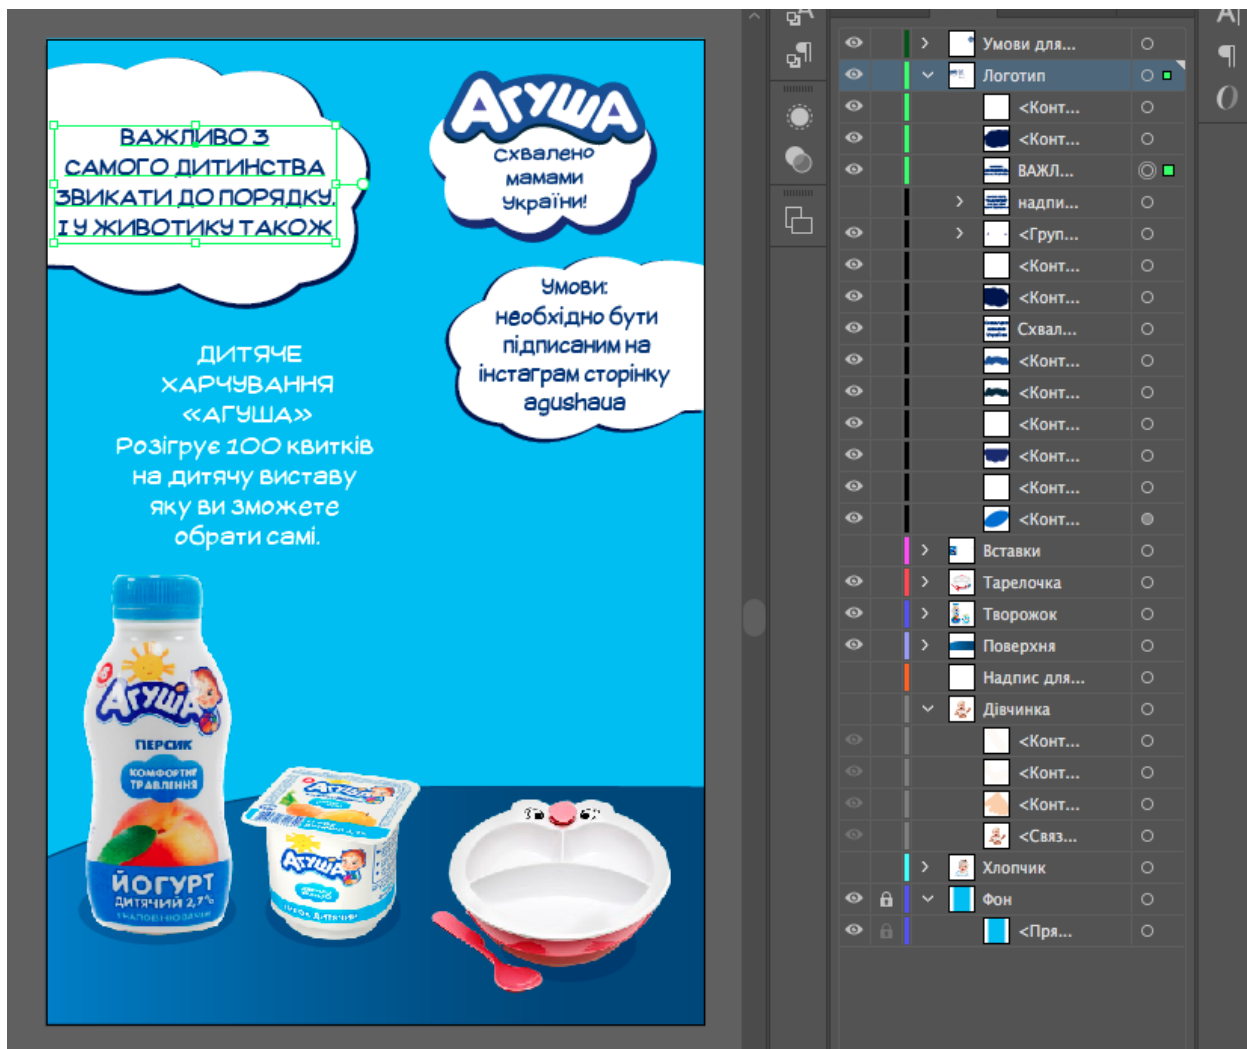 ВАЖЛИВО З
САМОГО ДИТИНСТВА
ЗВИКАТИ ДО ПОРЯДКУ,
І У ЖИВОТИКУ ТАКОЖ
АГУША
Схвалено
мамами
України!
Умови:
необхідно бути
підписаним на
інстаграм сторінку
agushaua
ДИТЯЧЕ
ХАРЧУВАННЯ
«АГУША»
Розігрує 100 квитків
на дитячу виставу
яку ви зможете
обрати самі.
АГУША
ПЕРСИК
КОМФОРТНЕ
ТРАВЛІННЯ
ЙОГУРТ
ДИТЯЧИЙ 2,7%
З НАПОВНЮВАЧЕМ
АГУША
АГУША
Умови для...
Логотип
<Конт...
<Конт...
ВАЖЛ...
надпи...
<Груп...
<Конт...
<Конт...
Схвал...
<Конт...
<Конт...
<Конт...
<Конт...
<Конт...
<Конт...
Вставки
Тарелочка
Творожок
Поверхня
Надпис для...
Дівчинка
<Конт...
<Конт...
<Конт...
<Связ...
Хлопчик
Фон
<Пря...